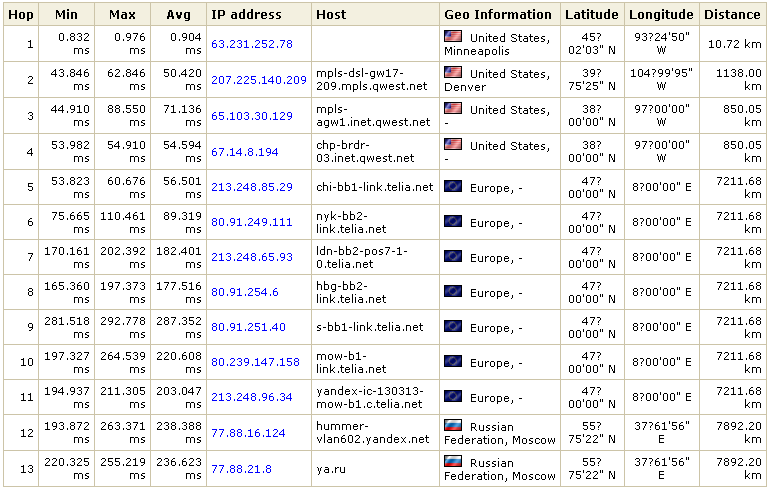 Hop Min Max Avg IP address Host Geo Information Latitude Longitude Distance
1 0.832 ms 0.976 ms 0.904 ms 63.231.252.78 United States, Minneapolis 45?02'03" N 93?24'50" W 10.72 km
2 43.846 ms 62.846 ms 50.420 ms 207.225.140.209 mpls-dsl-gw17-209.mpls.qwest.net United States, Denver 39?75'25" N 104?99'95" W 1138.00 km
3 44.910 ms 88.550 ms 71.136 ms 65.103.30.129 mpls-agw1.inet.qwest.net United States, - 38?00'00" N 97?00'00" W 850.05 km
4 53.982 ms 54.910 ms 54.594 ms 67.14.8.194 chp-brdr-03.inet.qwest.net United States, - 38?00'00" N 97?00'00" W 850.05 km
5 53.823 ms 60.676 ms 56.501 ms 213.248.85.29 chi-bb1-link.telia.net Europe, - 47?00'00" N 8?00'00" E 7211.68 km
6 75.665 ms 110.461 ms 89.319 ms 80.91.249.111 nyk-bb2-link.telia.net Europe, - 47?00'00" N 8?00'00" E 7211.68 km
7 170.161 ms 202.392 ms 182.401 ms 213.248.65.93 ldn-bb2-pos7-1-0.telia.net Europe, - 47?00'00" N 8?00'00" E 7211.68 km
8 165.360 ms 197.373 ms 177.516 ms 80.91.254.6 hbg-bb2-link.telia.net Europe, - 47?00'00" N 8?00'00" E 7211.68 km
9 281.518 ms 292.778 ms 287.352 ms 80.91.251.40 s-bb1-link.telia.net Europe, - 47?00'00" N 8?00'00" E 7211.68 km
10 197.327 ms 264.539 ms 220.608 ms 80.239.147.158 mow-b1-link.telia.net Europe, - 47?00'00" N 8?00'00" E 7211.68 km
11 194.937 ms 211.305 ms 203.047 ms 213.248.96.34 yandex-ic-130313-mow-b1.c.telia.net Europe, - 47?00'00" N 8?00'00" E 7211.68 km
12 193.872 ms 263.371 ms 238.388 ms 77.88.16.124 hummer-vlan602.yandex.net Russian Federation, Moscow 55?75'22" N 37?61'56" E 7892.20 km
13 220.325 ms 255.219 ms 236.623 ms 77.88.21.8 ya.ru Russian Federation, Moscow 55?75'22" N 37?61'56" E 7892.20 km